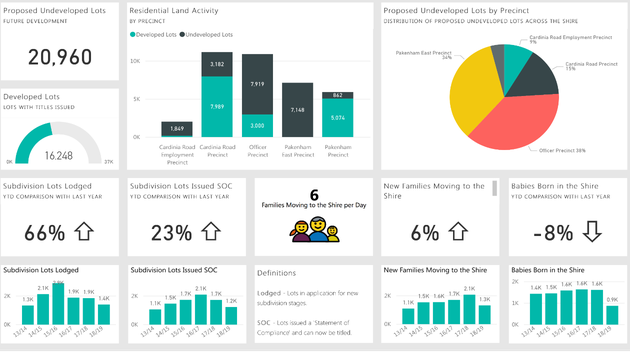 Proposed Undeveloped Lots
FUTURE DEVELOPMENT
20,960
Developed Lots
LOTS WITH TITLES ISSUED
0K
16,248
27K
Residential Land Activity
BY PRECINCT
Developed Lots Undeveloped Lots
10K
5K
0K
1,849
3,182
7,989
7,919
3,000
7,148
862
5,074
Cardinia Road Employment Precinct
Cardinia Road Precinct
Officer Precinct
Pakenham East Precinct
Pakenham Precinct
Proposed Undeveloped Lots by Precinct
DISTRIBUTION OF PROPOSED UNDEVELOPED LOTS ACROSS THE SHIRE
Cardinia Road Employment Precinct
9%
Cardinia Road Precinct
15%
Officer Precinct 38%
Pakenham East Precinct
34%
Subdivision Lots Lodged
YTD COMPARISON WITH LAST YEAR
66%
Subdivision Lots Issued SOC
YTD COMPARISON WITH LAST YEAR
23%
6
Families Moving to the Shire per Day
New Families Moving to the
Shire
6%
Babies Born in the Shire
YTD COMPARISON WITH LAST YEAR
-8%
Subdivision Lots Lodged
2K
0K
1.3K
2.1K
1.9K
1.9K
1.4K
13/14
14/15
15/16
16/17
17/18
18/19
Subdivision Lots Issued SOC
2K
0K
1.1K
1.5K
1.7K
2.1K
1.7K
1.2K
13/14
14/15
15/16
16/17
17/18
18/19
Definitions
Lodged - Lots in application for new
subdivision stages.
SOC - Lots issued a 'Statement of
Compliance' and can now be titled.
New Families Moving to the Shire
2K
0K
1.1K
1.5K
1.6K
1.7K
2.1K
1.3K
13/14
14/15
15/16
16/17
17/18
18/19
Babies Born in the Shire
2K
0K
1.4K
1.5K
1.6K
1.6K
1.6K
0.9K
13/14
14/15
15/16
16/17
17/18
18/19